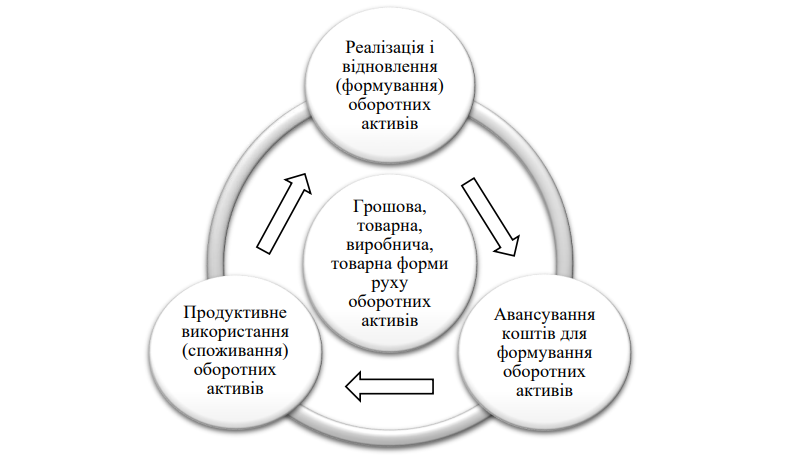 Реалізація і
відновлення
(формування)
оборотних
активів
Грошова,
товарна,
виробнича,
товарна форми
руху
оборотних
активів
Продуктивне
використання
(споживання)
оборотних
активів
Авансування
коштів для
формування
оборотних
активів